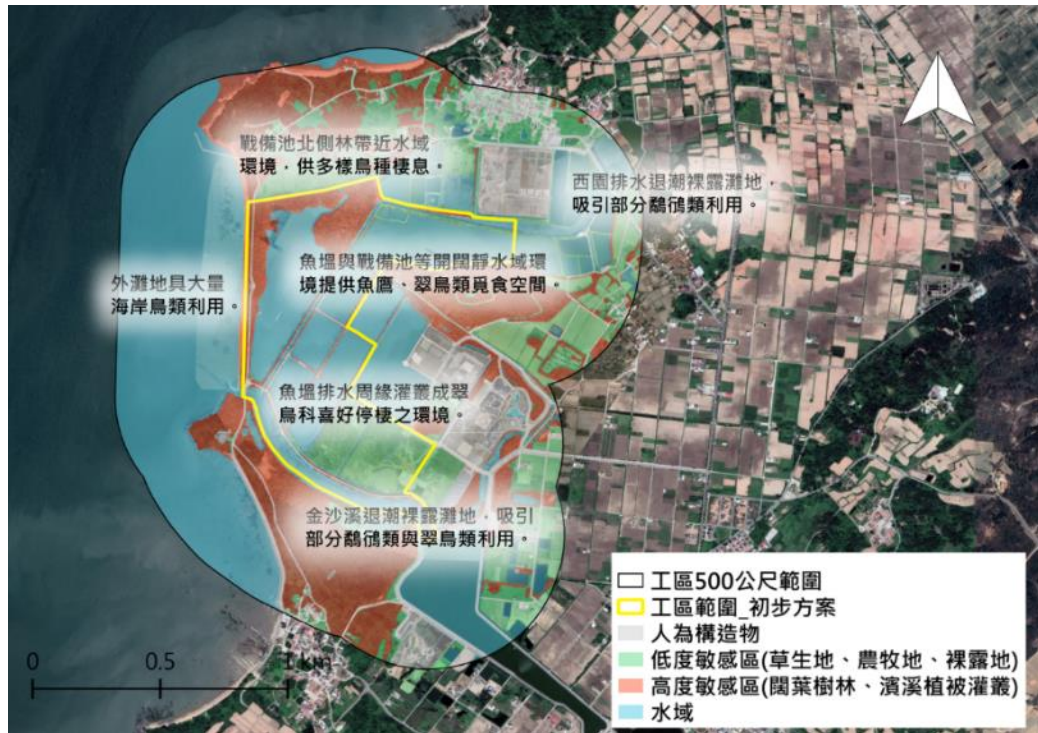 戰備池北側林帶近水域
環境，供多樣鳥種棲息。
西園排水退潮裸露灘地，
吸引部分鷸鴴類利用。
魚塭與戰備池等開闊靜水域環
境提供魚鷹、翠鳥類覓食空間。
外灘地具大量
海岸鳥類利用。
魚塭排水周緣灌叢成翠
鳥科喜好停棲之環境。
金沙溪退潮裸露灘地，吸引
部分鷸鴴類與翠鳥類利用。
工區500公尺範圍
工區範圍_初步方案
人為構造物
低度敏感區(草生地、農牧地、裸露地)
高度敏感區(闊葉樹林、濱溪植被灌叢)
水域
0 0.5 1 km